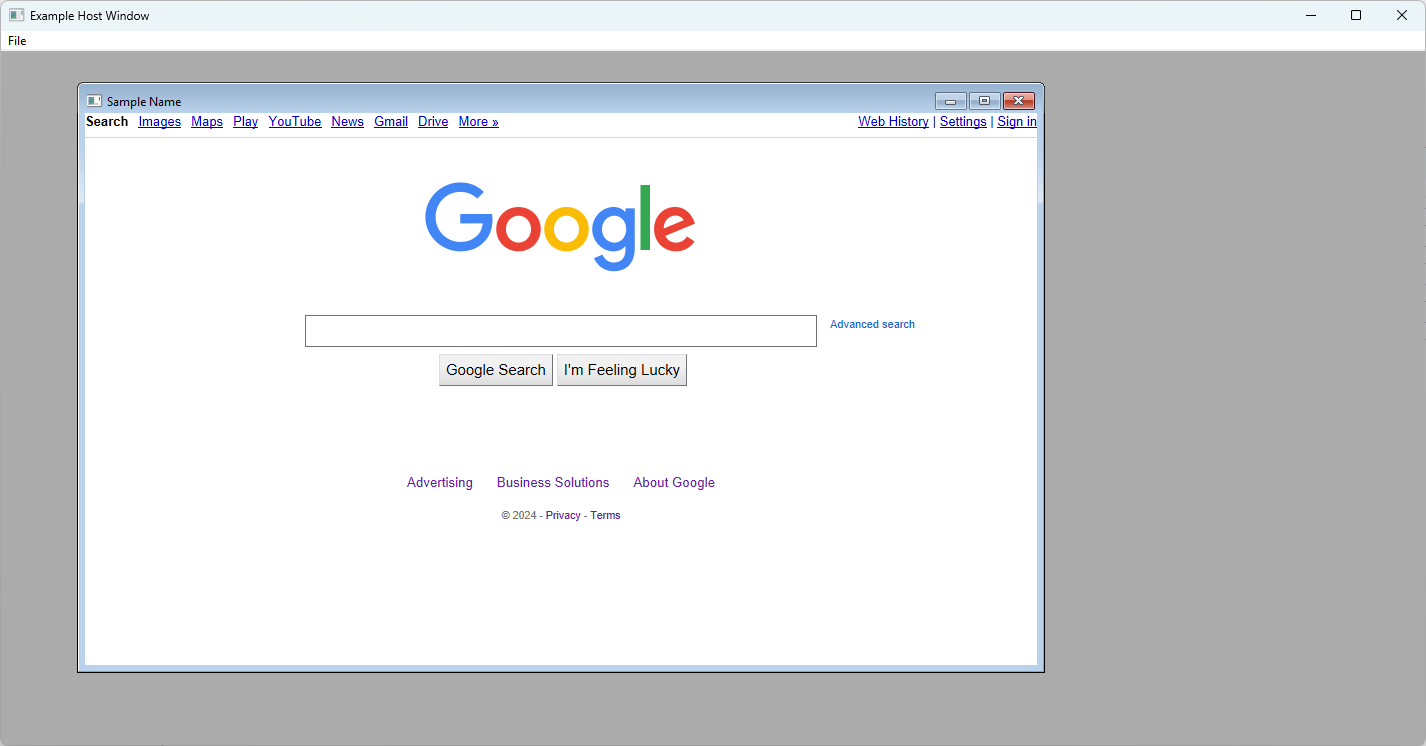 Example Host Window
File
Sample Name
Search Images Maps Play YouTube News Gmail Drive More » Web History | Settings | Sign in
Google
Advanced search
Google Search I'm Feeling Lucky
Advertising Business Solutions About Google
© 2024 - Privacy - Terms